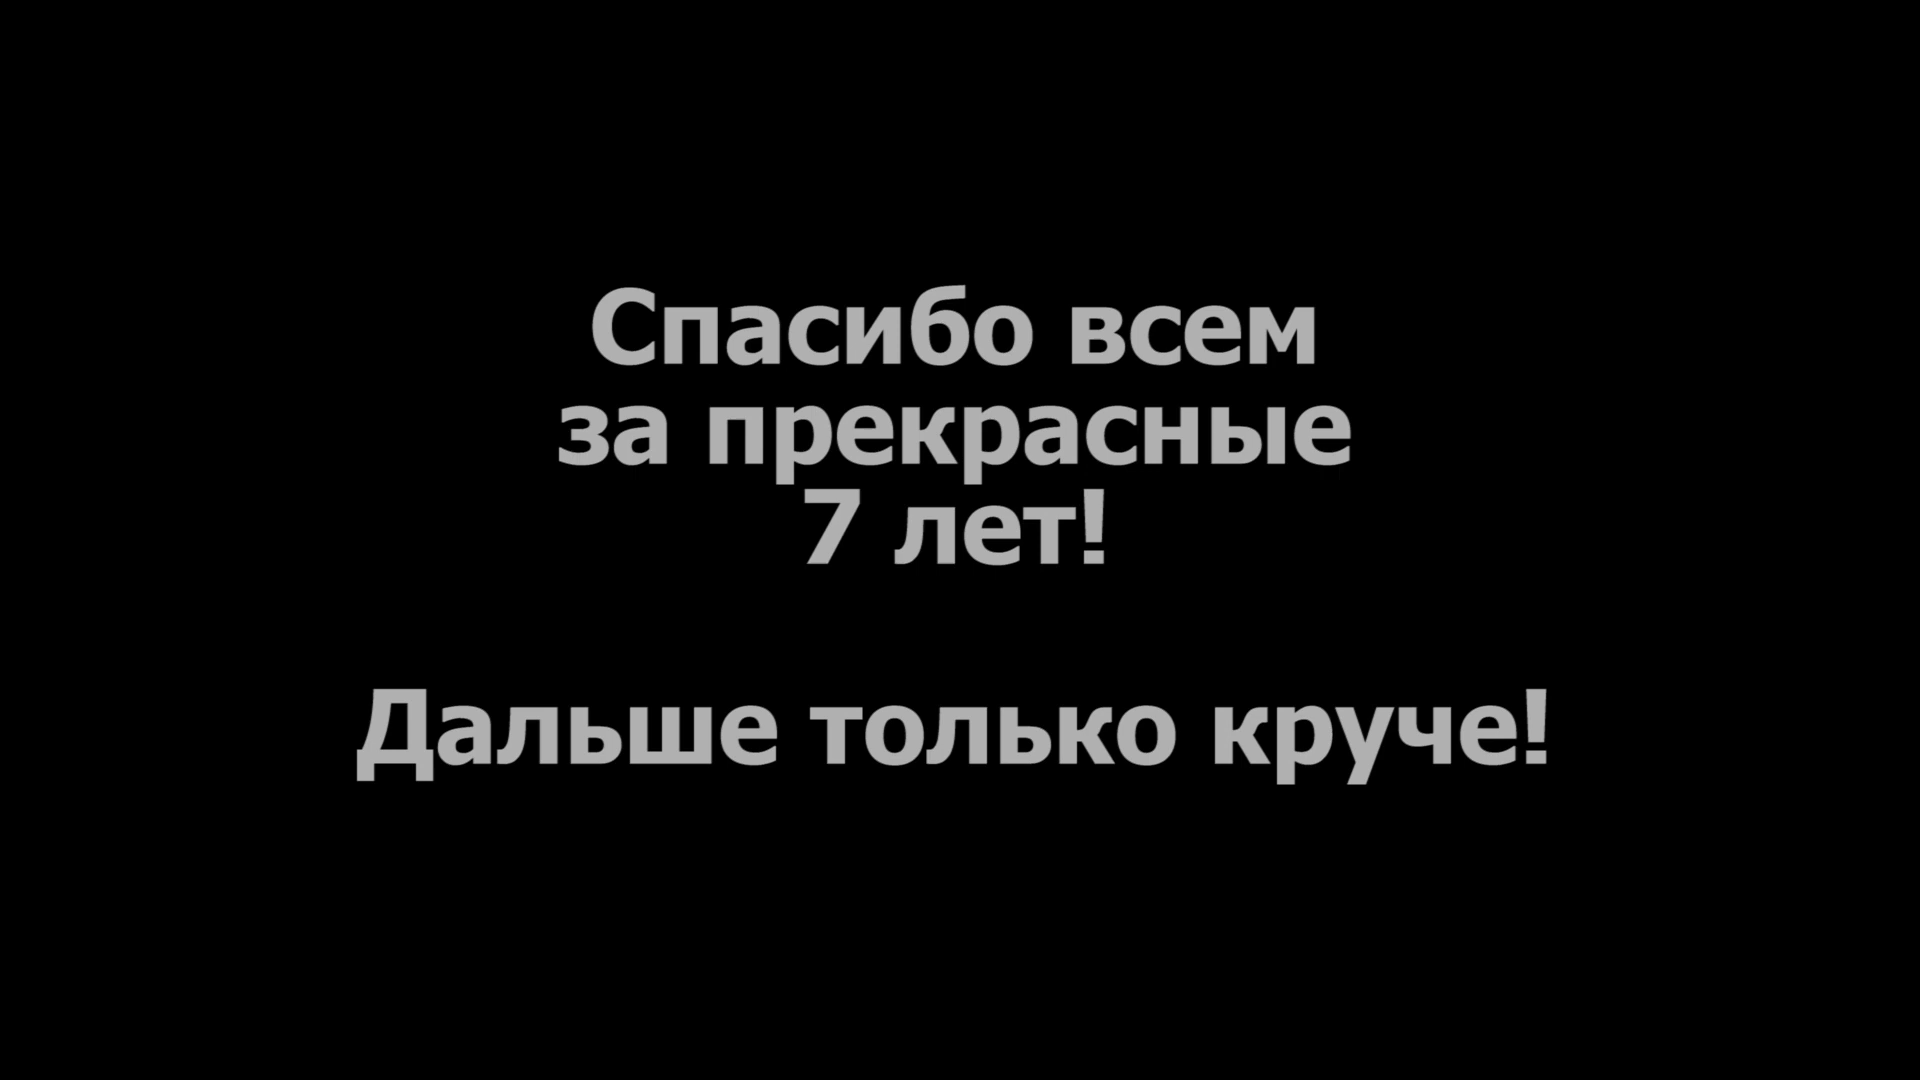 Спасибо всем
за прекрасные
7 лет!
Дальше только круче!